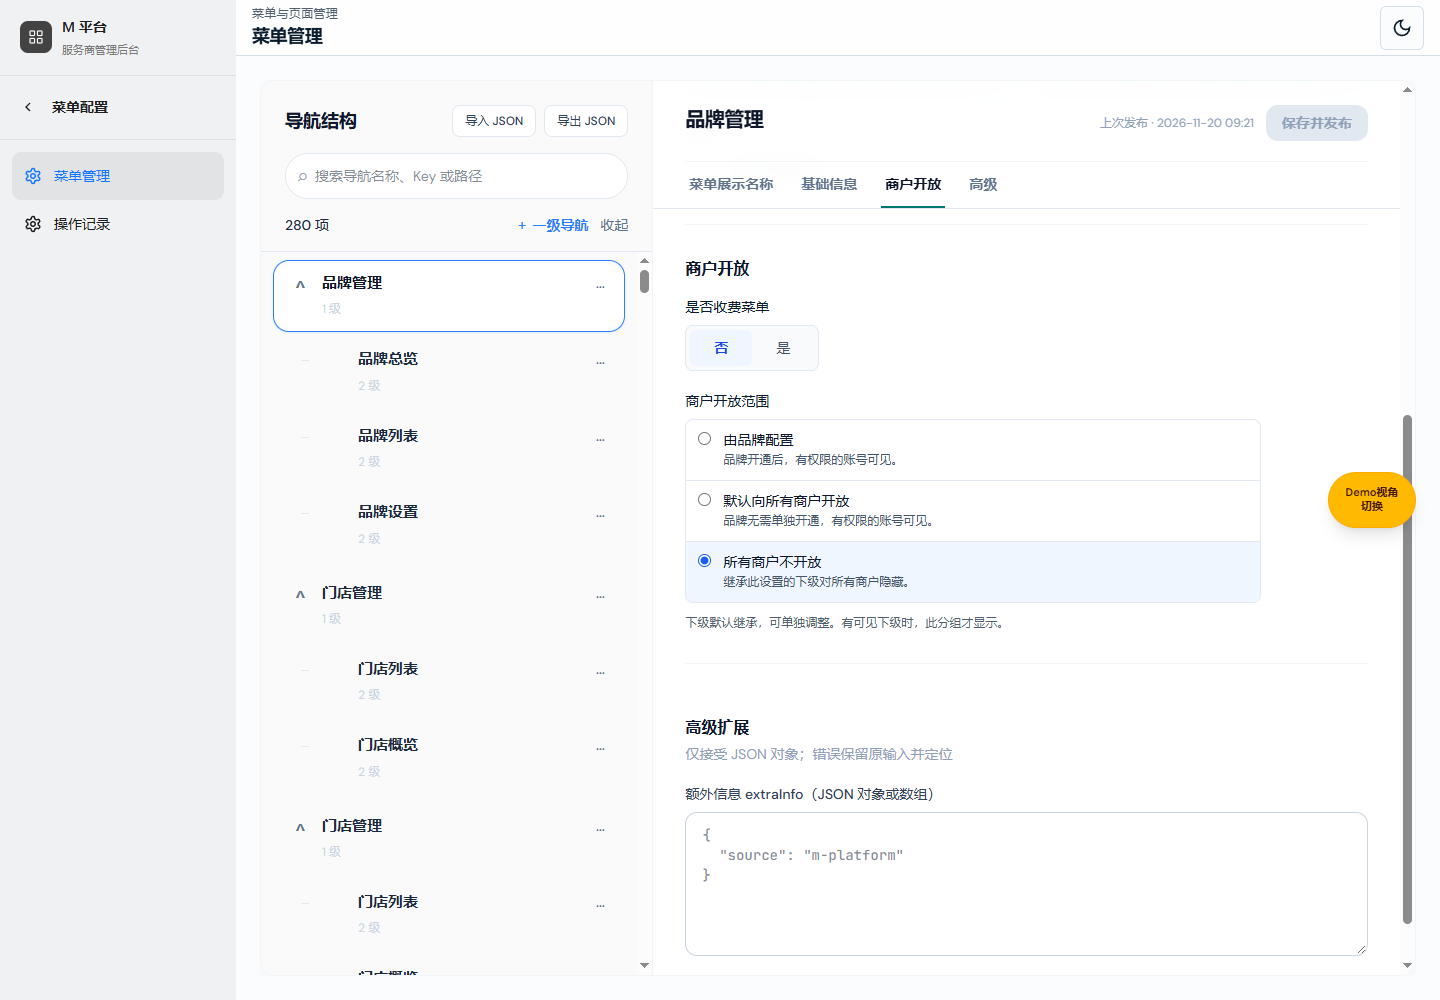 M 平台
服务商管理后台
菜单配置
菜单管理
操作记录
菜单与页面管理
菜单管理
导航结构
导入 JSON
导出 JSON
搜索导航名称、Key 或路径
280 项
+ 一级导航
收起
品牌管理
...
1 级
品牌总览
...
2 级
品牌列表
...
2 级
品牌设置
...
2 级
门店管理
...
1 级
门店列表
...
2 级
门店概览
...
2 级
门店管理
...
1 级
门店列表
...
2 级
门店概览
品牌管理
上次发布 · 2026-11-20 09:21
保存并发布
菜单展示名称
基础信息
商户开放
高级
商户开放
是否收费菜单
否
是
商户开放范围
由品牌配置
品牌开通后，有权限的账号可见。
默认向所有商户开放
品牌无需单独开通，有权限的账号可见。
所有商户不开放
继承此设置的下级对所有商户隐藏。
下级默认继承，可单独调整。有可见下级时，此分组才显示。
高级扩展
仅接受 JSON 对象；错误保留原输入并定位
额外信息 extraInfo（JSON 对象或数组）
{
"source": "m-platform"
}
Demo视角
切换